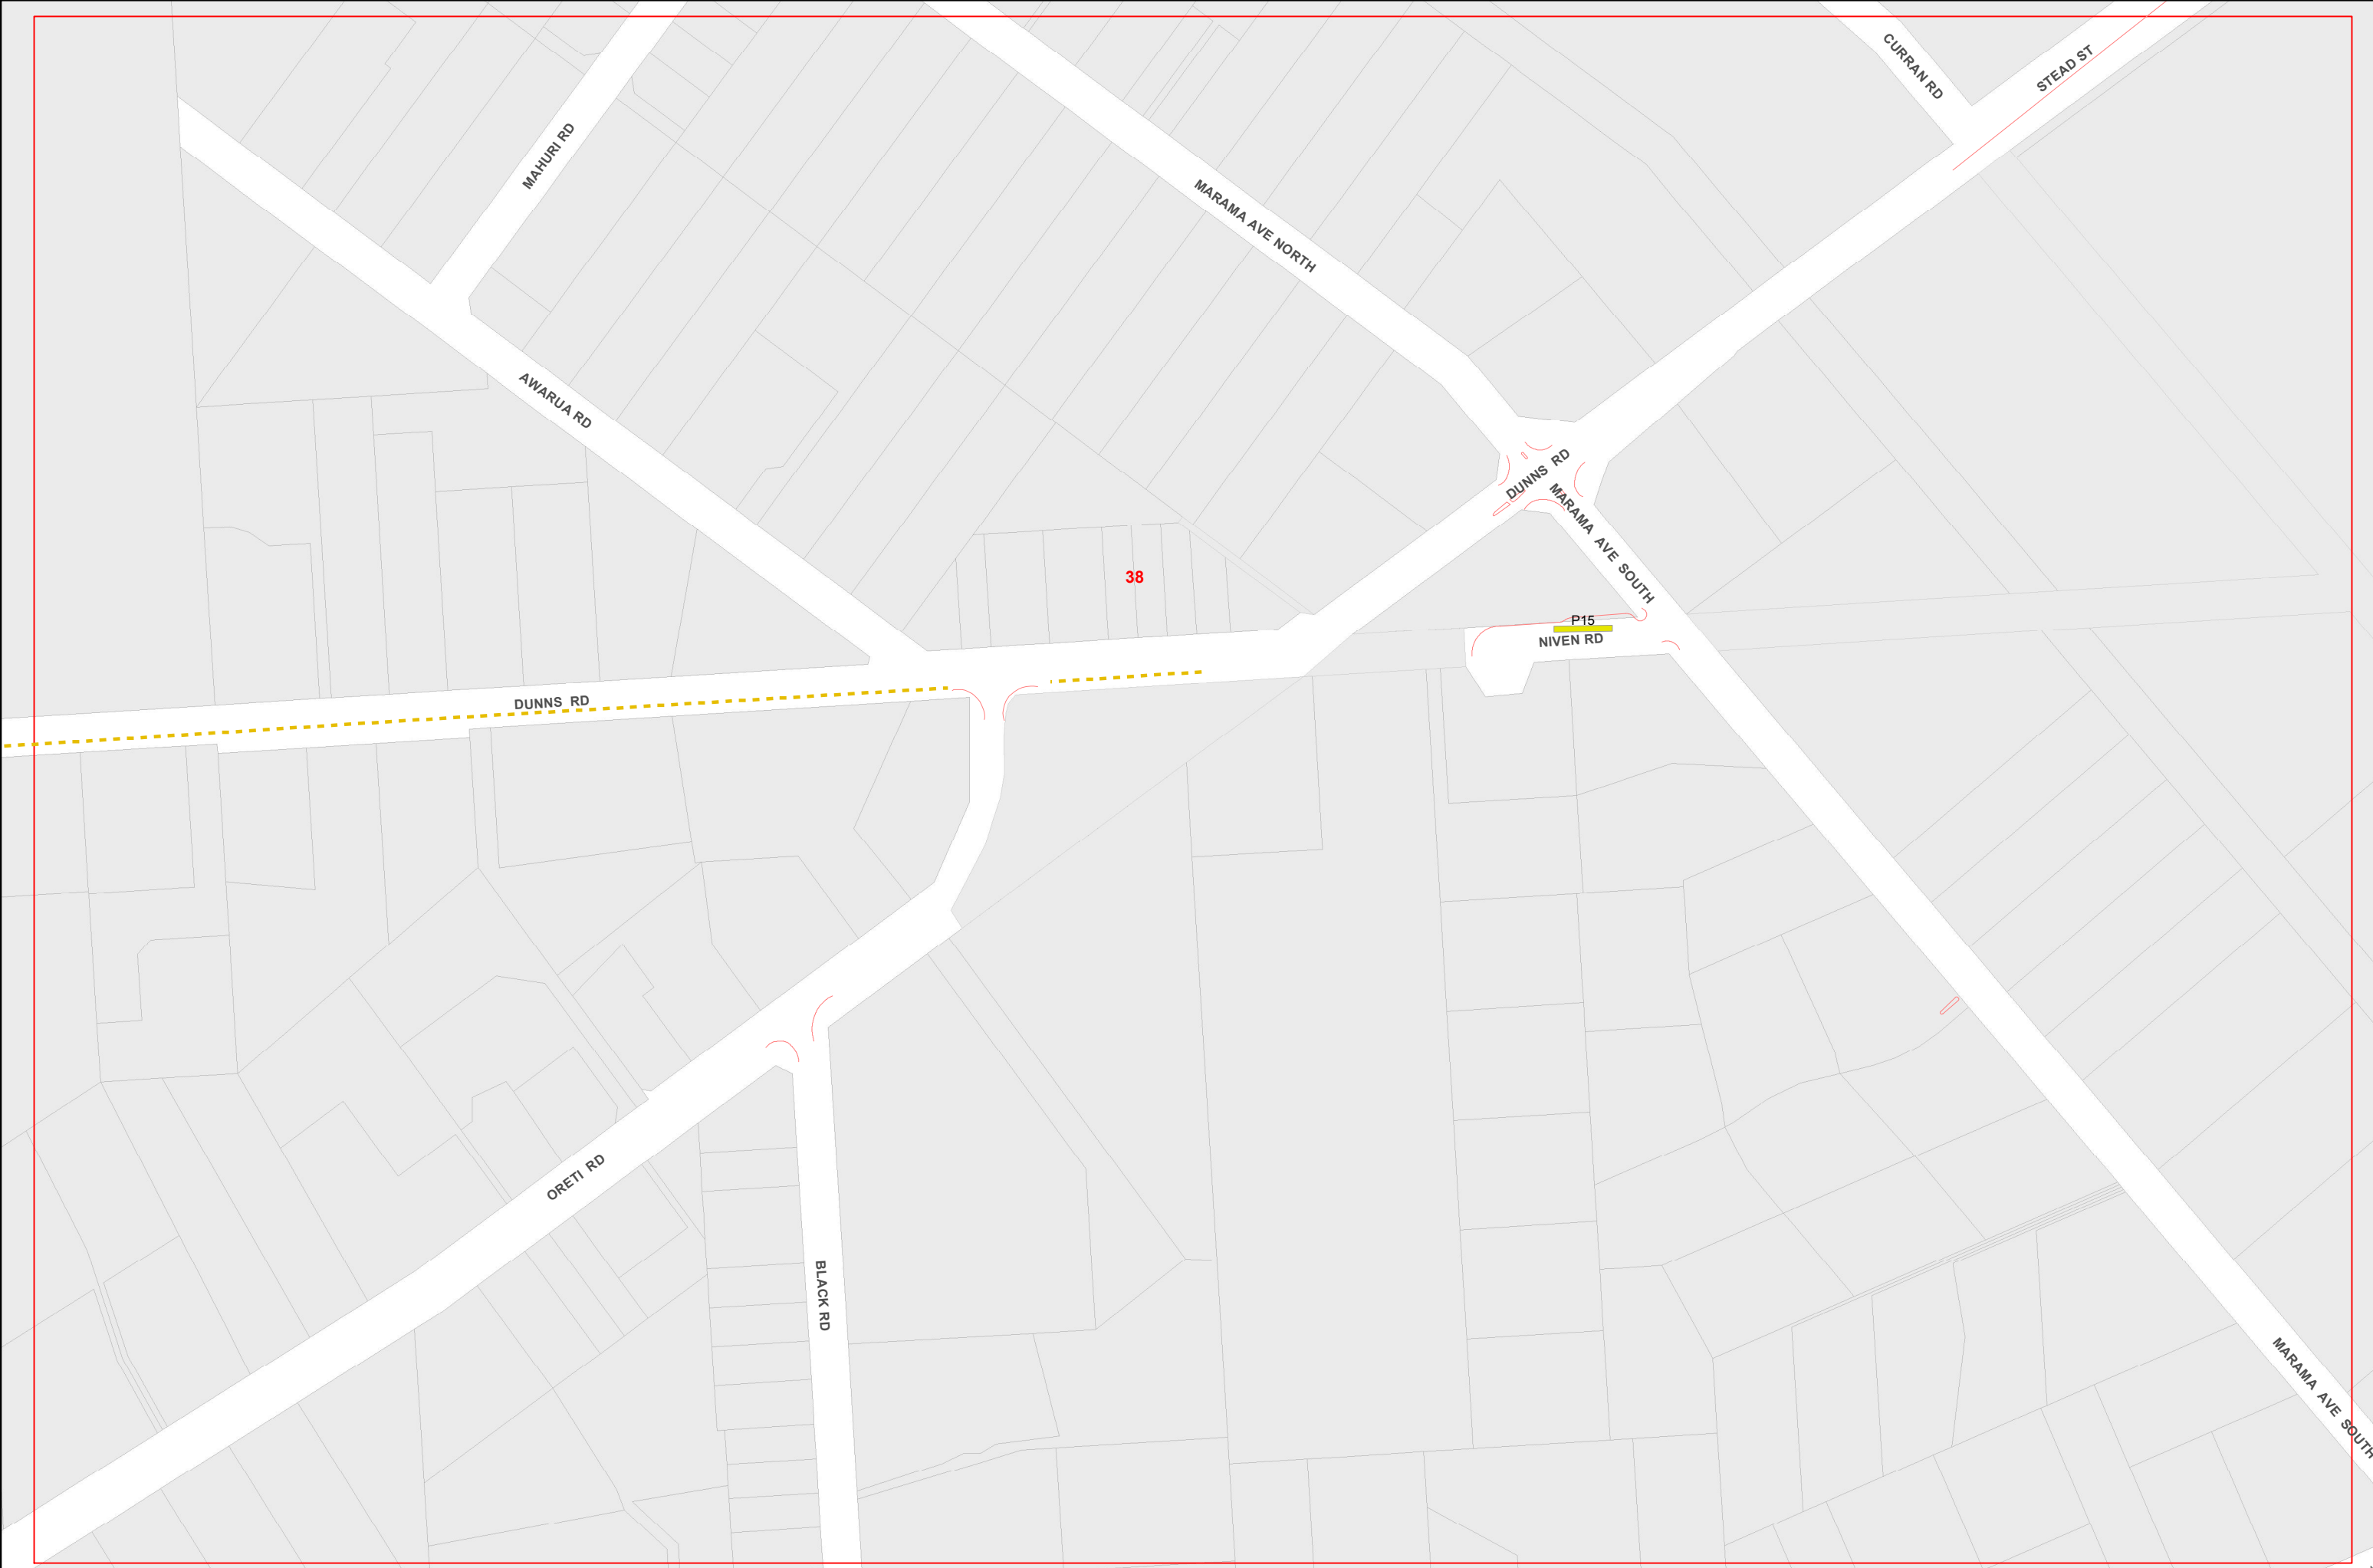 CURRAN RD
STEAD ST
MAHURI RD
MARAMA AVE NORTH
AWARUA RD
DUNNS RD
MARAMA AVE SOUTH
38
P15
NIVEN RD
DUNNS RD
ORETI RD
BLACK RD
MARAMA AVE SOUTH